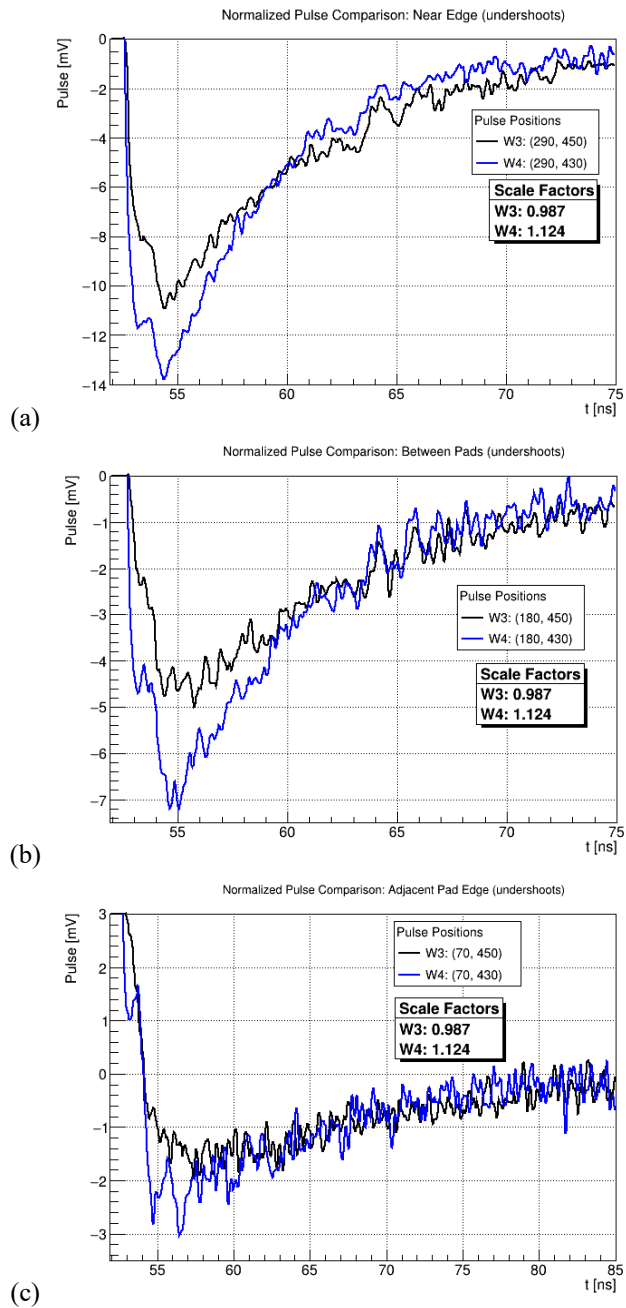 Normalized Pulse Comparison: Near Edge (undershoots)
Pulse [mV]
0
−2
−4
−6
−8
−10
−12
−14
55
60
65
70
75
t [ns]
Pulse Positions
W3: (290, 450)
W4: (290, 430)
Scale Factors
W3: 0.987
W4: 1.124
(a)
Normalized Pulse Comparison: Between Pads (undershoots)
Pulse [mV]
0
−1
−2
−3
−4
−5
−6
−7
55
60
65
70
75
t [ns]
Pulse Positions
W3: (180, 450)
W4: (180, 430)
Scale Factors
W3: 0.987
W4: 1.124
(b)
Normalized Pulse Comparison: Adjacent Pad Edge (undershoots)
Pulse [mV]
3
2
1
0
−1
−2
−3
55
60
65
70
75
80
85
t [ns]
Pulse Positions
W3: (70, 450)
W4: (70, 430)
Scale Factors
W3: 0.987
W4: 1.124
(c)